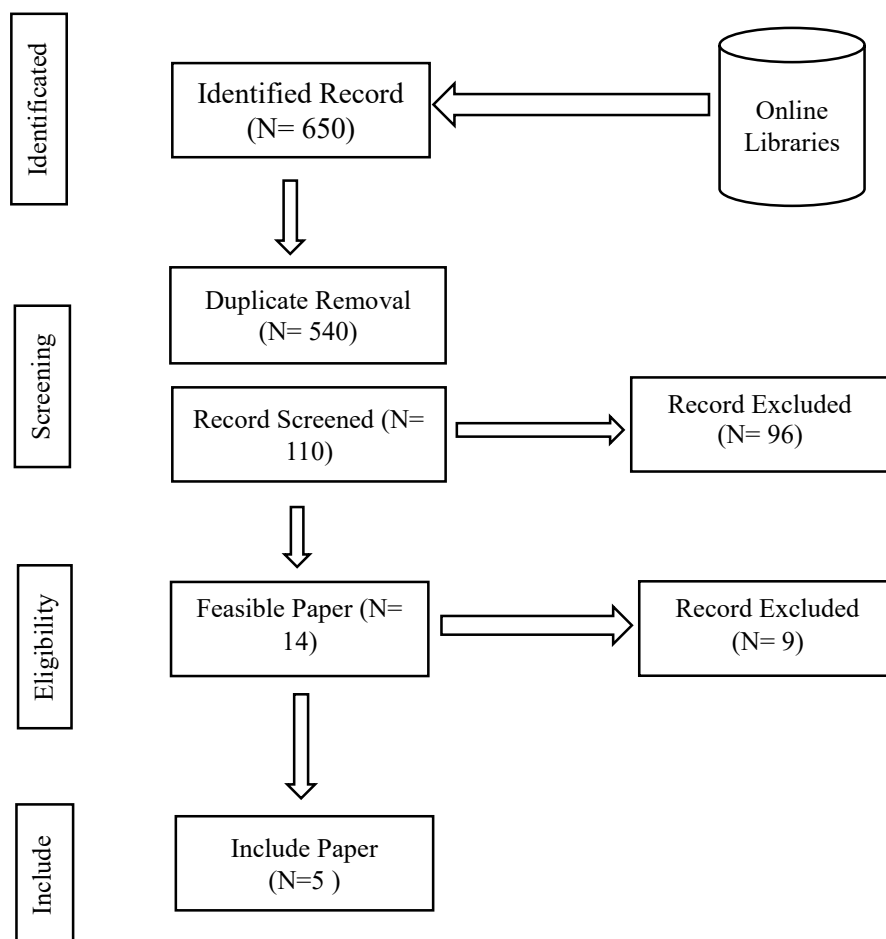 Identificated
Identified Record
(N= 650)
Online
Libraries
Screening
Duplicate Removal
(N= 540)
Record Screened (N=
110)
Record Excluded
(N= 96)
Eligibility
Feasible Paper (N=
14)
Record Excluded
(N= 9)
Include
Include Paper
(N=5 )